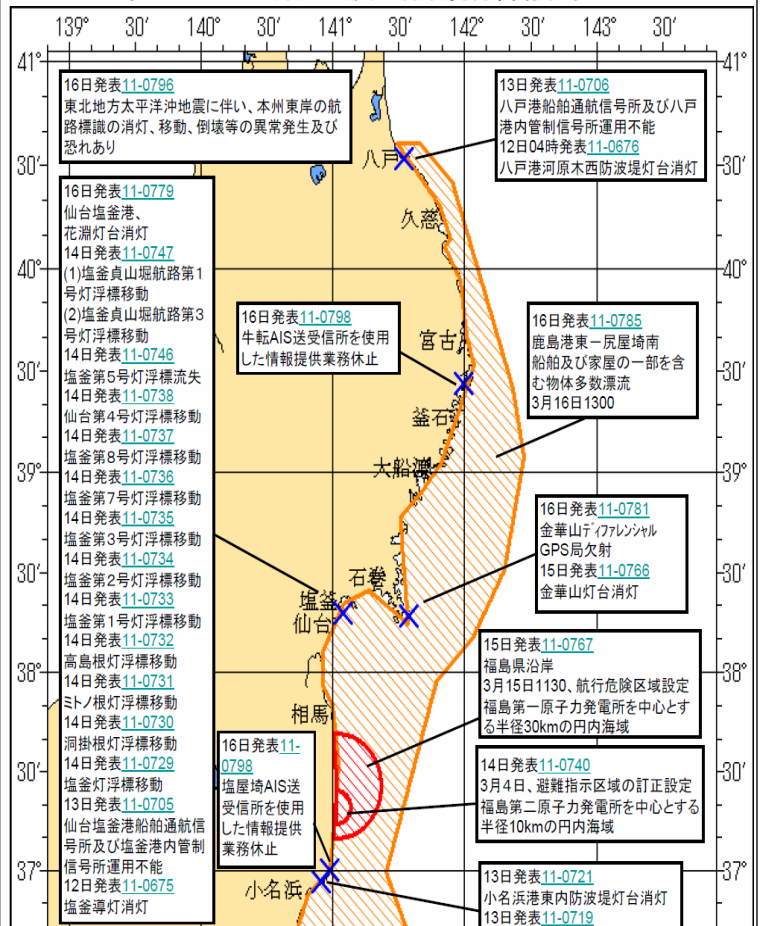 139° 30′ 140° 30′ 141° 30′ 142° 30′ 143° 30′
41° 41°
16日発表11-0796
東北地方太平洋沖地震に伴い、本州東岸の航
路標識の消灯、移動、倒壊等の異常発生及び
恐れあり
13日発表11-0706
八戸港船舶通航信号所及び八戸
港内管制信号所運用不能
12日04時発表11-0676
八戸港河原木西防波堤灯台消灯
30′ 八戸 30′
16日発表11-0779
仙台塩釜港、
花淵灯台消灯
14日発表11-0747
(1)塩釜貞山堀航路第1
号灯浮標移動
(2)塩釜貞山堀航路第3
号灯浮標移動
14日発表11-0746
塩釜第5号灯浮標流失
14日発表11-0738
仙台第4号灯浮標移動
14日発表11-0737
塩釜第8号灯浮標移動
14日発表11-0736
塩釜第7号灯浮標移動
14日発表11-0735
塩釜第3号灯浮標移動
14日発表11-0734
塩釜第2号灯浮標移動
14日発表11-0733
塩釜第1号灯浮標移動
14日発表11-0732
高島根灯浮標移動
14日発表11-0731
ミトノ根灯浮標移動
14日発表11-0730
洞掛根灯浮標移動
14日発表11-0729
塩釜灯浮標移動
13日発表11-0705
仙台塩釜港船舶通航信
号所及び塩釜港内管制
信号所運用不能
12日発表11-0675
塩釜導灯消灯
久慈
40° 40°
16日発表11-0798
牛転AIS送受信所を使用
した情報提供業務休止
宮古
16日発表11-0785
鹿島港東－尻屋埼南
船舶及び家屋の一部を含
む物体多数漂流
3月16日1300
30′ 30′
釜石
大船渡
39° 39°
16日発表11-0781
金華山ディファレンシャル
GPS局欠射
15日発表11-0766
金華山灯台消灯
30′ 石巻 30′
塩釜
仙台
38° 38°
15日発表11-0767
福島県沿岸
3月15日1130、航行危険区域設定
福島第一原子力発電所を中心とす
る半径30kmの円内海域
相馬
16日発表11-
0798
塩屋埼AIS送
受信所を使用
した情報提供
業務休止
14日発表11-0740
3月4日、避難指示区域の訂正設定
福島第二原子力発電所を中心とする
半径10kmの円内海域
30′ 30′
37° 37°
小名浜
13日発表11-0721
小名浜港東内防波堤灯台消灯
13日発表11-0719